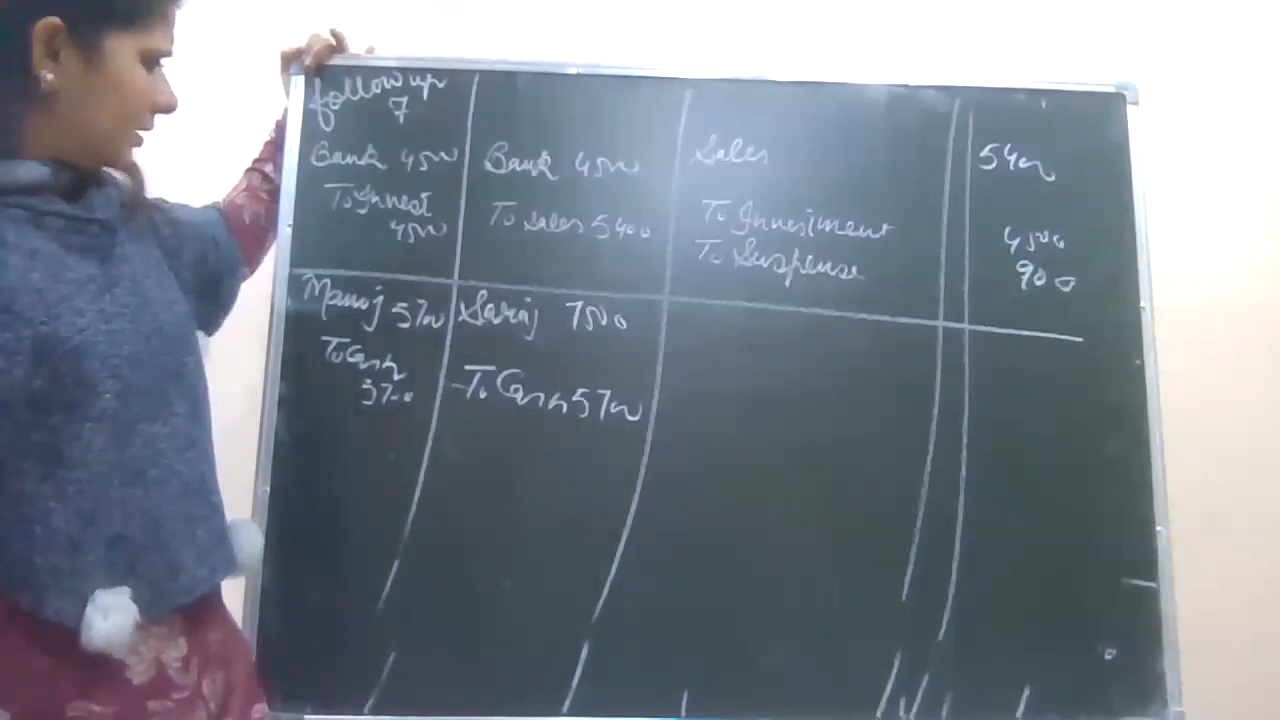 follow up
7
Bank 4500
To Invest
4500
Bank 4500
To Sales 5400
Sales 5400
To Investment 4500
To Suspense 900
Manoj 5700
To Cash
5700
Saroj 7500
To Cash 5700